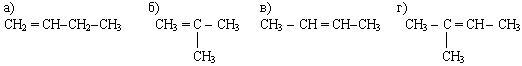 а) б) в) г)
CH₂ = CH–CH₂–CH₃ CH₃ = C – CH₃ CH₃ – CH = CH–CH₃ CH₃ – C = CH – CH₃
| |
CH₃ CH₃